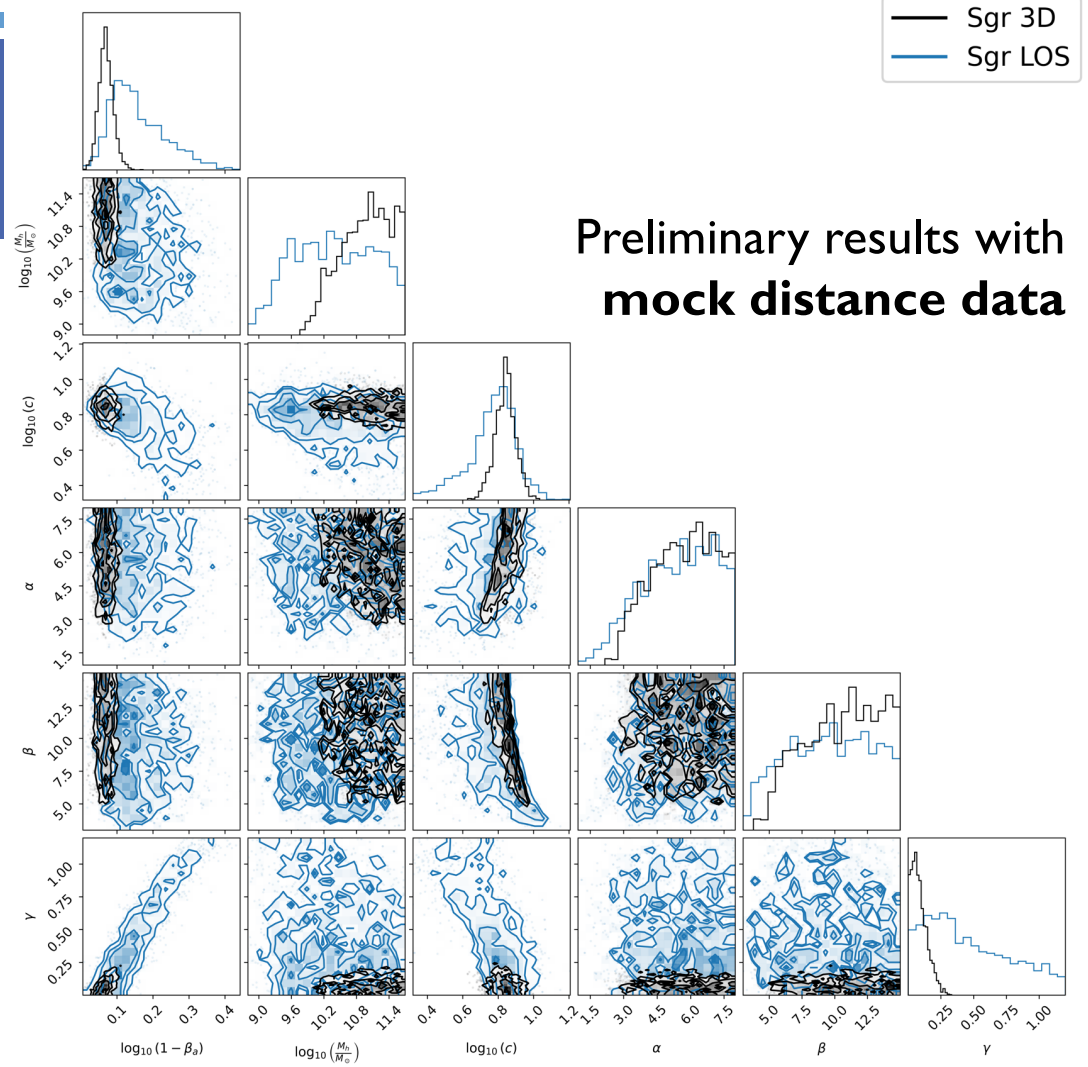 Sgr 3D
Sgr LOS
Preliminary results with
mock distance data
log₁₀ (M_h/M_⊙)
11.4
10.8
10.2
9.6
9.0
log₁₀ (c)
1.2
1.0
0.8
0.6
0.4
α
7.5
6.0
4.5
3.0
1.5
β
12.5
10.0
7.5
5.0
γ
1.00
0.75
0.50
0.25
0.1 0.2 0.3 0.4
9.0 9.6 10.2 10.8 11.4
0.4 0.6 0.8 1.0 1.2
1.5 3.0 4.5 6.0 7.5
5.0 7.5 10.0 12.5
0.25 0.50 0.75 1.00
log₁₀ (1 − β_a) log₁₀ (M_h/M_⊙) log₁₀ (c) α β γ